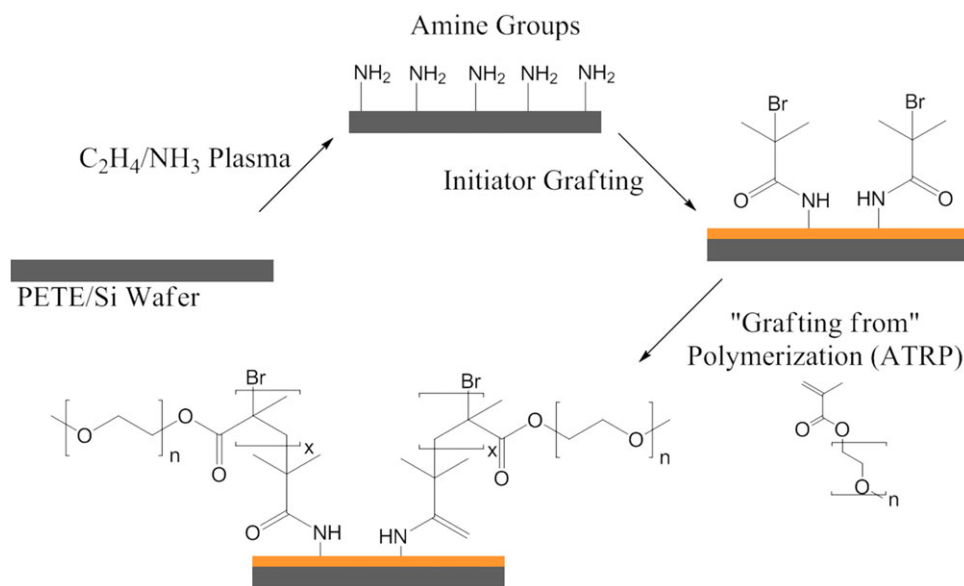 Amine Groups
NH2 NH2 NH2 NH2 NH2
C2H4/NH3 Plasma
Initiator Grafting
Br Br
O NH HN O
PETE/Si Wafer
"Grafting from"
Polymerization (ATRP)
Br Br
O O O O
n O x x O n
O NH HN
O
O
O n